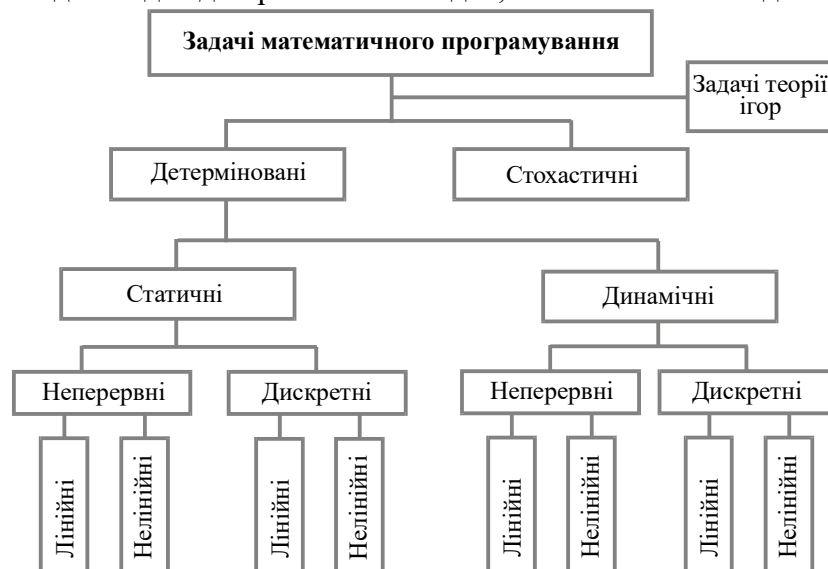 Задачі математичного програмування
Задачі теорії
ігор
Детерміновані
Стохастичні
Статичні
Динамічні
Неперервні
Дискретні
Неперервні
Дискретні
Лінійні
Нелінійні
Лінійні
Нелінійні
Лінійні
Нелінійні
Лінійні
Нелінійні